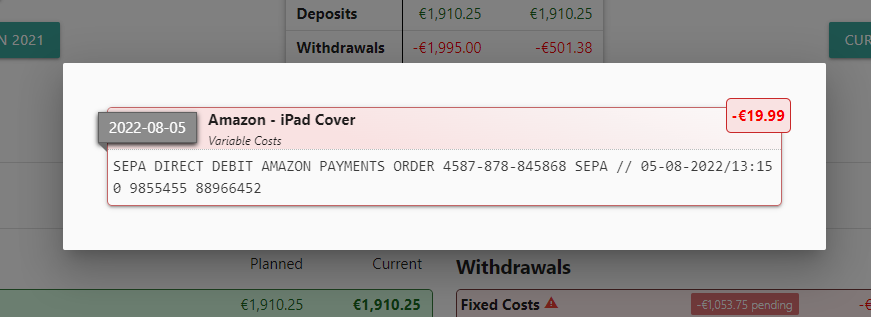 Deposits €1,910.25 €1,910.25
N 2021
CUR
Withdrawals -€1,995.00 -€501.38
-€19.99
2022-08-05
Amazon - iPad Cover
Variable Costs
SEPA DIRECT DEBIT AMAZON PAYMENTS ORDER 4587-878-845868 SEPA // 05-08-2022/13:15
0 9855455 88966452
Planned Current
€1,910.25 €1,910.25
Withdrawals
Fixed Costs -€1,053.75 pending